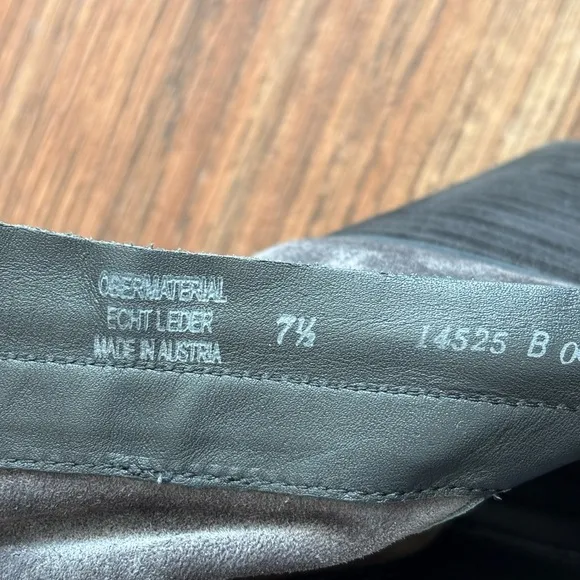 OBERMATERIAL
ECHT LEDER
MADE IN AUSTRIA
7½
14525 B